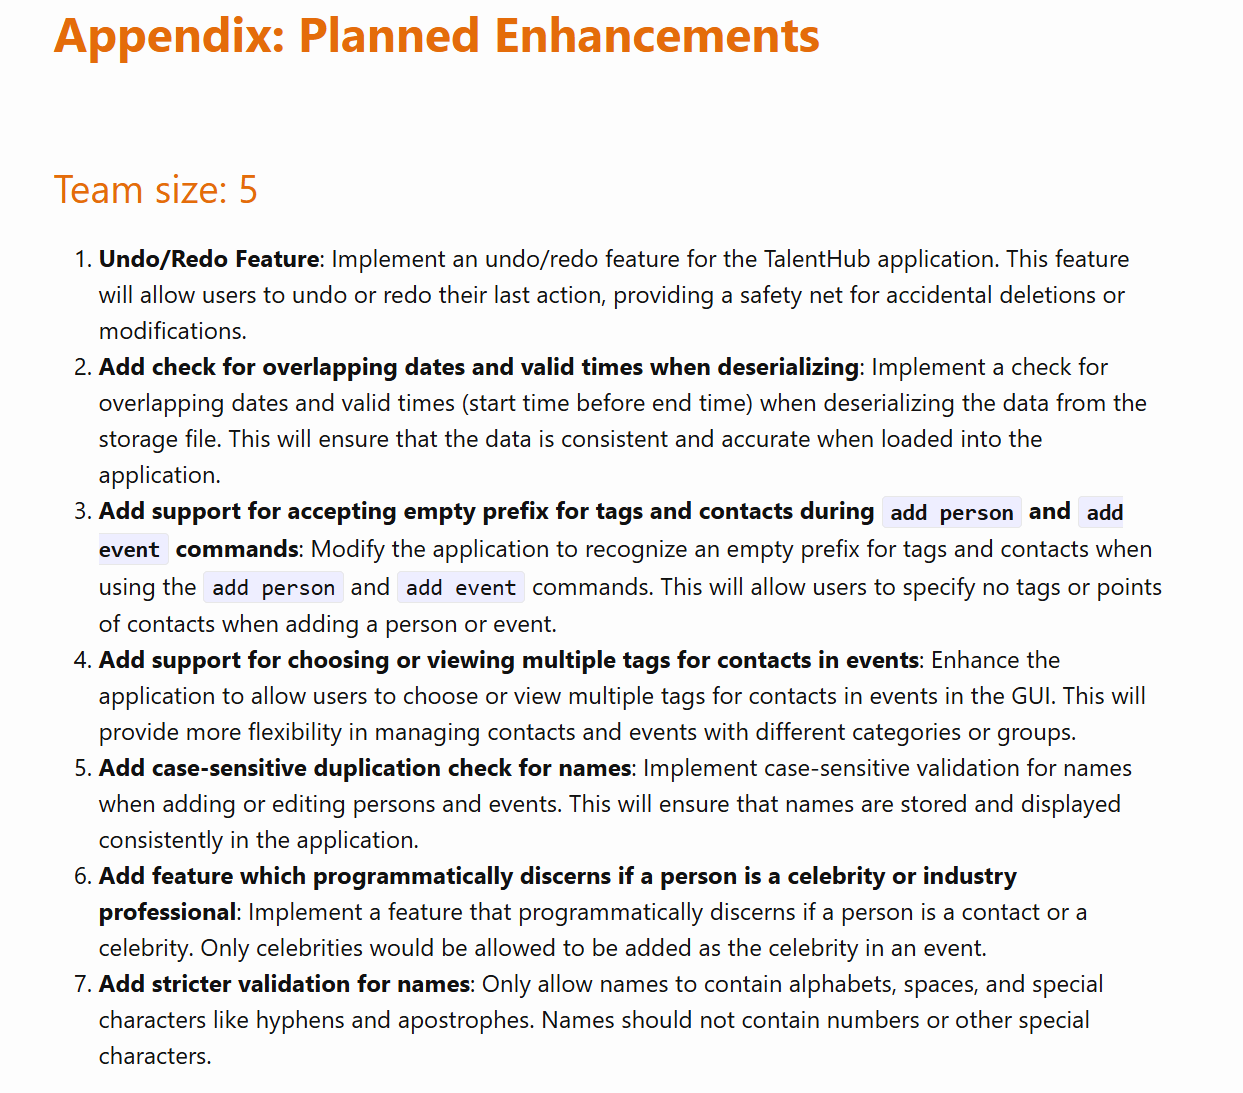 Appendix: Planned Enhancements
Team size: 5
1. Undo/Redo Feature: Implement an undo/redo feature for the TalentHub application. This feature
will allow users to undo or redo their last action, providing a safety net for accidental deletions or
modifications.
2. Add check for overlapping dates and valid times when deserializing: Implement a check for
overlapping dates and valid times (start time before end time) when deserializing the data from the
storage file. This will ensure that the data is consistent and accurate when loaded into the
application.
3. Add support for accepting empty prefix for tags and contacts during add person and add
event commands: Modify the application to recognize an empty prefix for tags and contacts when
using the add person and add event commands. This will allow users to specify no tags or points
of contacts when adding a person or event.
4. Add support for choosing or viewing multiple tags for contacts in events: Enhance the
application to allow users to choose or view multiple tags for contacts in events in the GUI. This will
provide more flexibility in managing contacts and events with different categories or groups.
5. Add case-sensitive duplication check for names: Implement case-sensitive validation for names
when adding or editing persons and events. This will ensure that names are stored and displayed
consistently in the application.
6. Add feature which programmatically discerns if a person is a celebrity or industry
professional: Implement a feature that programmatically discerns if a person is a contact or a
celebrity. Only celebrities would be allowed to be added as the celebrity in an event.
7. Add stricter validation for names: Only allow names to contain alphabets, spaces, and special
characters like hyphens and apostrophes. Names should not contain numbers or other special
characters.